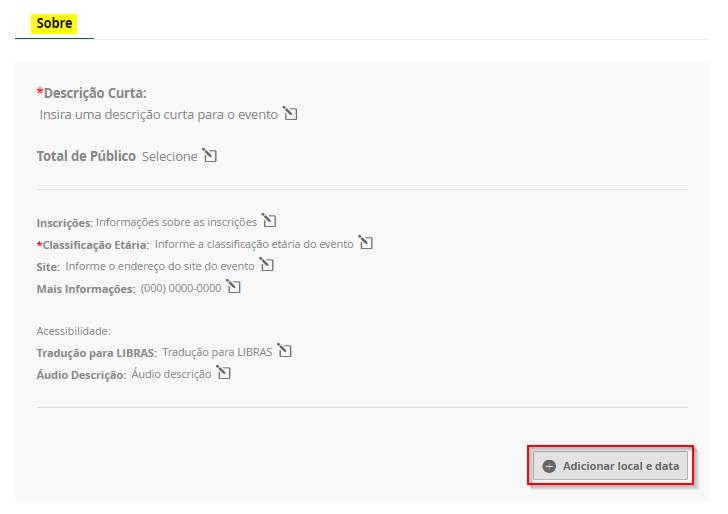 Sobre
*Descrição Curta:
Insira uma descrição curta para o evento
Total de Público Selecione
Inscrições: Informações sobre as inscrições
*Classificação Etária: Informe a classificação etária do evento
Site: Informe o endereço do site do evento
Mais Informações: (000) 0000-0000
Acessibilidade:
Tradução para LIBRAS: Tradução para LIBRAS
Áudio Descrição: Áudio descrição
Adicionar local e data